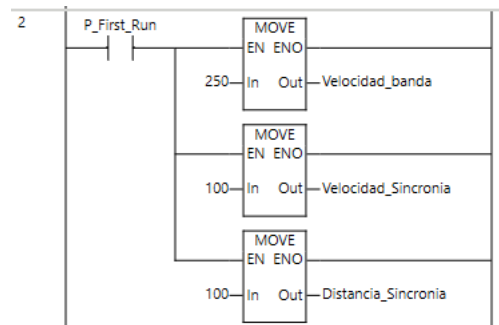 2
P_First_Run
MOVE
EN ENO
250 In Out Velocidad_banda
MOVE
EN ENO
100 In Out Velocidad_Sincronia
MOVE
EN ENO
100 In Out Distancia_Sincronia